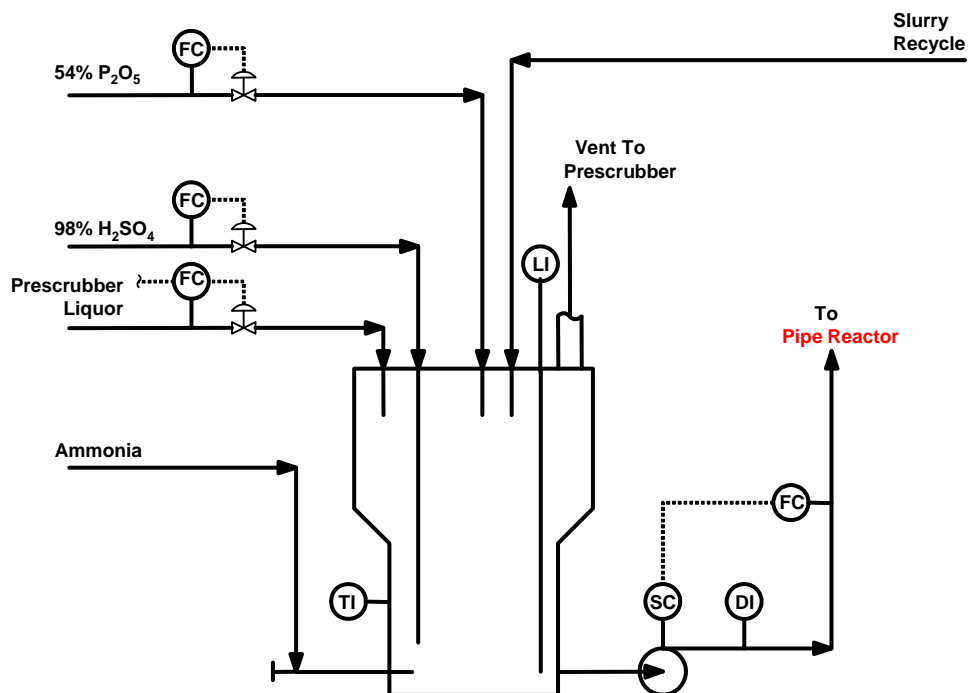 Slurry
Recycle
FC
54% P₂O₅
Vent To
Prescrubber
FC
98% H₂SO₄
LI
FC
Prescrubber
Liquor
To
Pipe Reactor
Ammonia
FC
TI
SC
DI